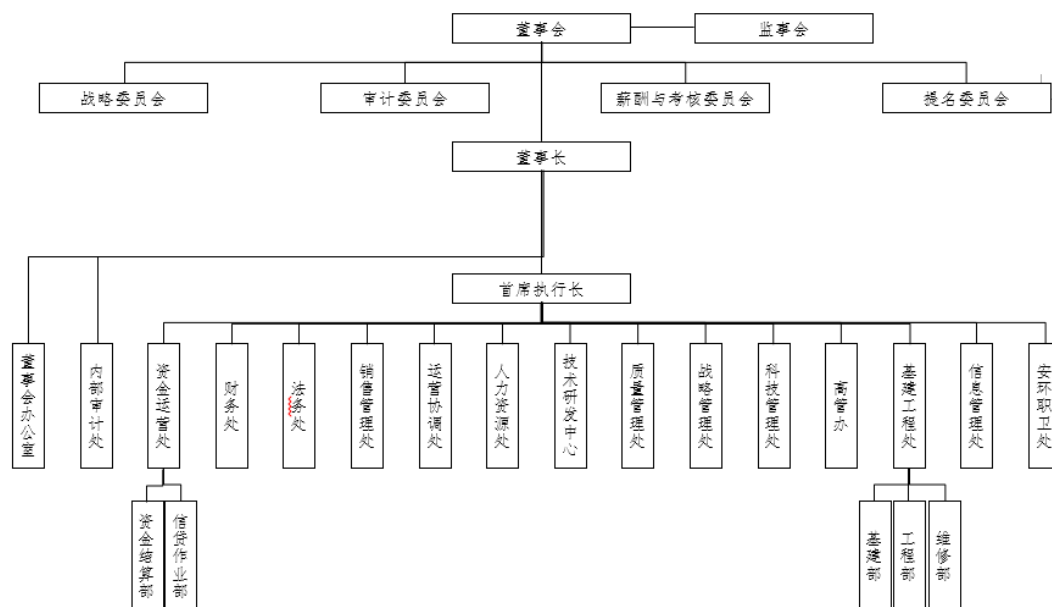 董事会
监事会
战略委员会
审计委员会
薪酬与考核委员会
提名委员会
董事长
首席执行长
董事会办公室
内部审计处
资金运营处
财务处
法务处
销售管理处
运营协调处
人力资源处
技术研发中心
质量管理处
战略管理处
科技管理处
高管办
基建工程处
信息管理处
安环职卫处
资金结算部
信贷作业部
基建部
工程部
维修部